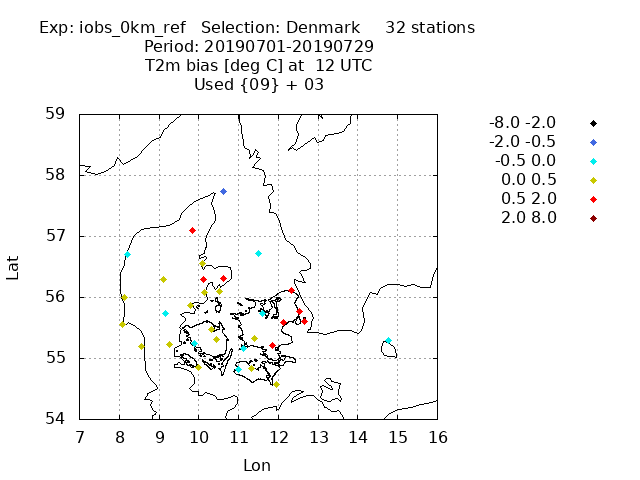 Exp: iobs_0km_ref   Selection: Denmark     32 stations
Period: 20190701-20190729
T2m bias [deg C] at  12 UTC
Used {09} + 03
59
58
57
56
55
54
Lat
7 8 9 10 11 12 13 14 15 16
Lon
-8.0 -2.0
-2.0 -0.5
-0.5 0.0
0.0 0.5
0.5 2.0
2.0 8.0